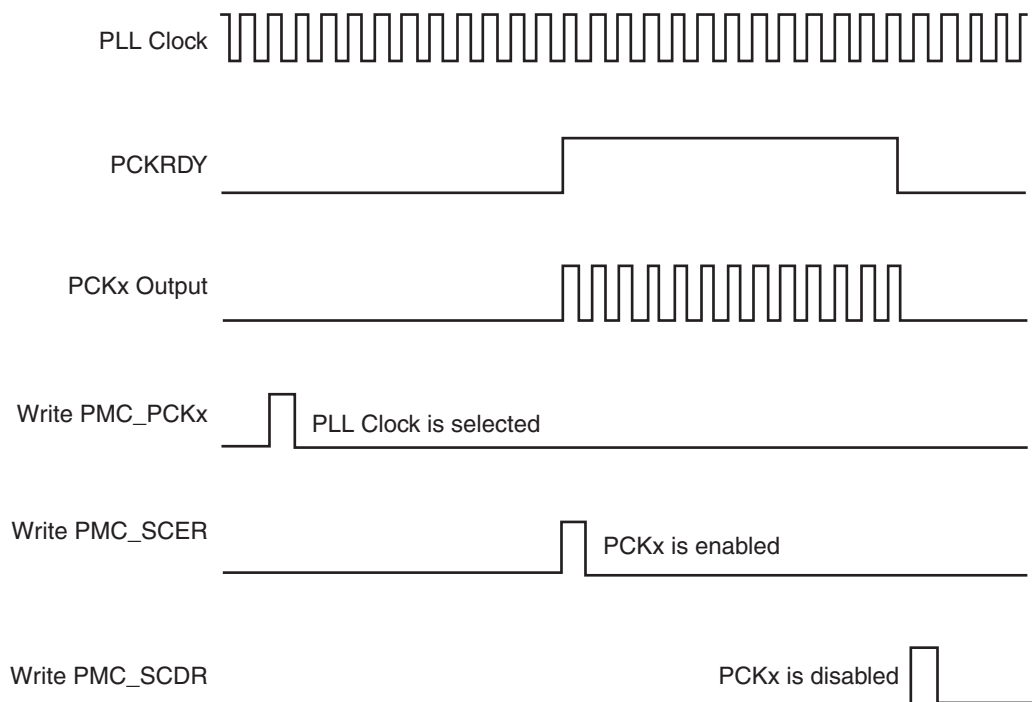 PLL Clock
PCKRDY
PCKx Output
Write PMC_PCKx
PLL Clock is selected
Write PMC_SCER
PCKx is enabled
Write PMC_SCDR
PCKx is disabled